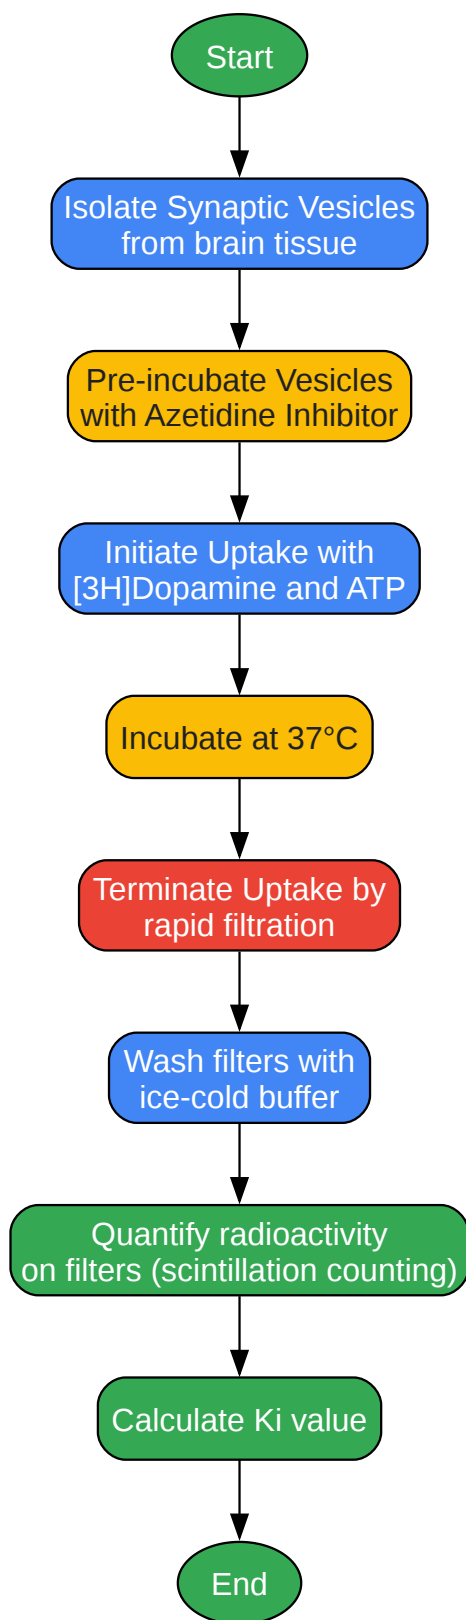 Start
Isolate Synaptic Vesicles
from brain tissue
Pre-incubate Vesicles
with Azetidine Inhibitor
Initiate Uptake with
[3H]Dopamine and ATP
Incubate at 37°C
Terminate Uptake by
rapid filtration
Wash filters with
ice-cold buffer
Quantify radioactivity
on filters (scintillation counting)
Calculate Ki value
End